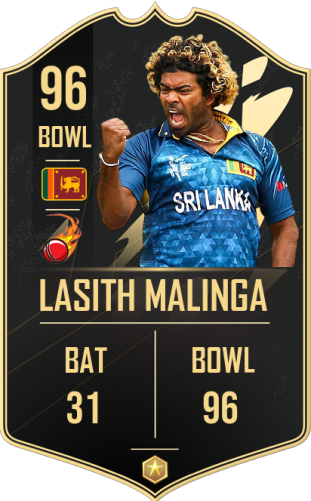 96
BOWL
SRI LANKA
LASITH MALINGA
BAT
31
BOWL
96